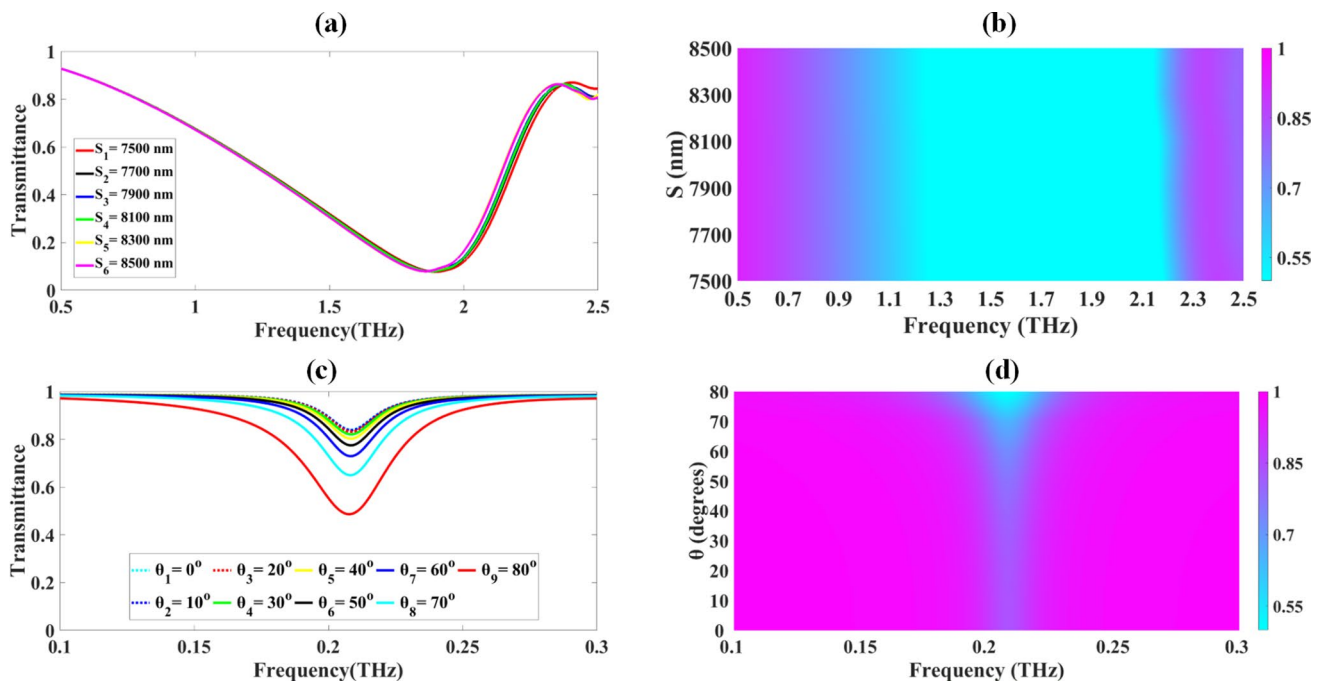 (a)
Transmittance
1
0.8
0.6
0.4
0.2
0
S1= 7500 nm
S2= 7700 nm
S3= 7900 nm
S4= 8100 nm
S5= 8300 nm
S6= 8500 nm
0.5 1 1.5 2 2.5
Frequency(THz)
(b)
S (nm)
8500
8300
8100
7900
7700
7500
0.5 0.7 0.9 1.1 1.3 1.5 1.7 1.9 2.1 2.3 2.5
Frequency (THz)
1
0.85
0.7
0.55
(c)
Transmittance
1
0.8
0.6
0.4
0.2
0
θ1= 0° θ3= 20° θ5= 40° θ7= 60° θ9= 80°
θ2= 10° θ4= 30° θ6= 50° θ8= 70°
0.1 0.15 0.2 0.25 0.3
Frequency(THz)
(d)
θ (degrees)
80
70
60
50
40
30
20
10
0
0.1 0.15 0.2 0.25 0.3
Frequency (THz)
1
0.85
0.7
0.55